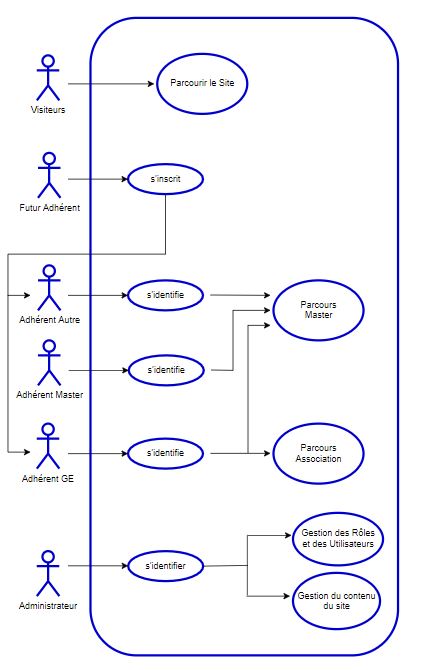 Parcourir le Site
Visiteurs
s'inscrit
Futur Adhérent
s'identifie
Parcours
Master
Adhérent Autre
s'identifie
Adhérent Master
s'identifie
Parcours
Association
Adhérent GE
Gestion des Rôles
et des Utilisateurs
s'identifier
Administrateur
Gestion du contenu
du site